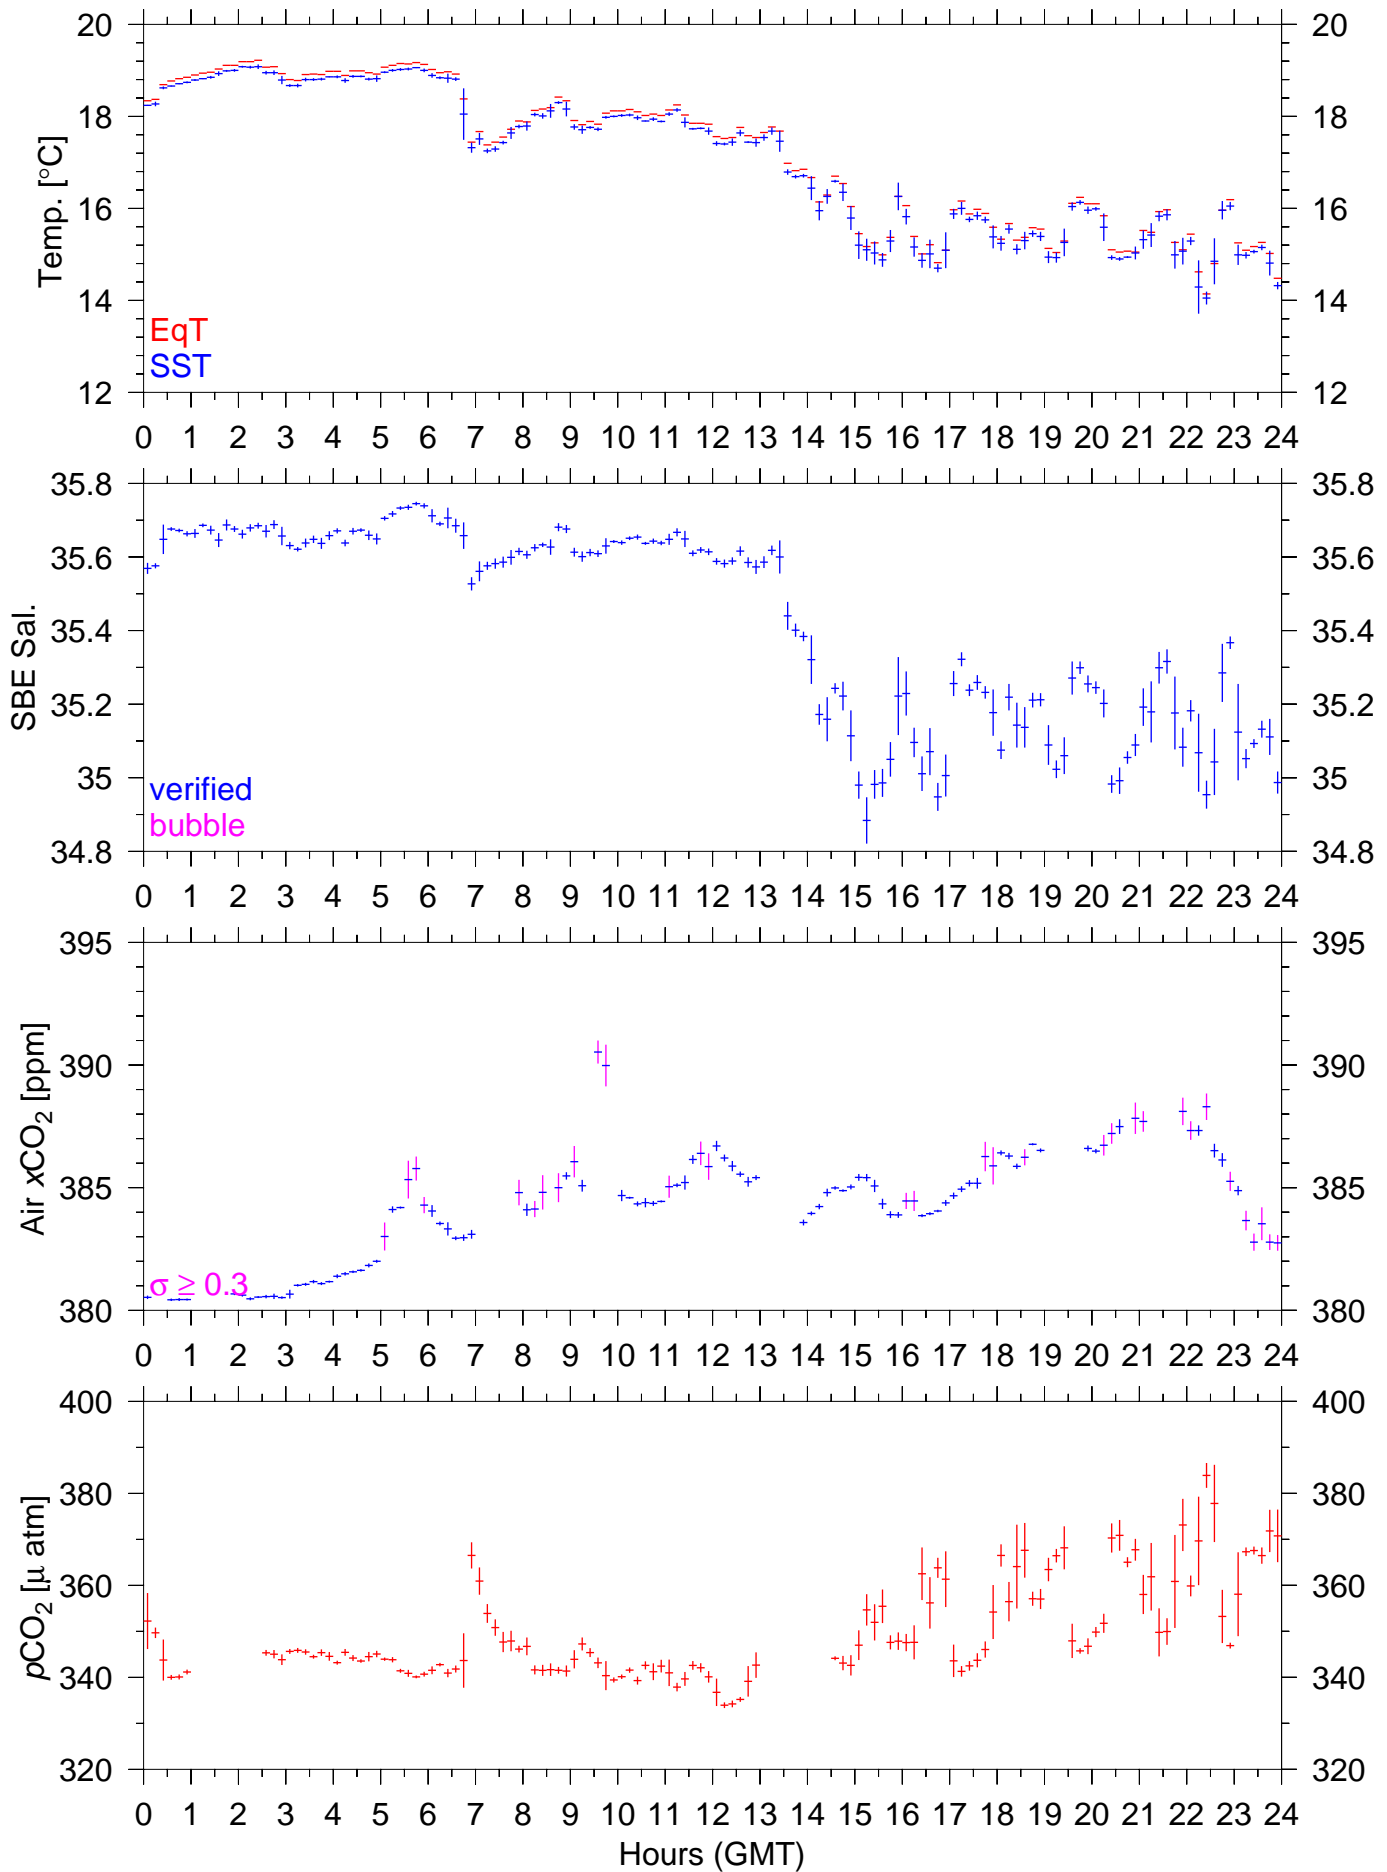 20 20
18 18
16 16
14 14
12 12
Temp. [°C]
EqT
SST
0 1 2 3 4 5 6 7 8 9 10 11 12 13 14 15 16 17 18 19 20 21 22 23 24
35.8 35.8
35.6 35.6
35.4 35.4
35.2 35.2
35 35
34.8 34.8
SBE Sal.
verified
bubble
0 1 2 3 4 5 6 7 8 9 10 11 12 13 14 15 16 17 18 19 20 21 22 23 24
395 395
390 390
385 385
380 380
Air xCO₂ [ppm]
σ ≥ 0.3
0 1 2 3 4 5 6 7 8 9 10 11 12 13 14 15 16 17 18 19 20 21 22 23 24
400 400
380 380
360 360
340 340
320 320
pCO₂ [μ atm]
0 1 2 3 4 5 6 7 8 9 10 11 12 13 14 15 16 17 18 19 20 21 22 23 24
Hours (GMT)